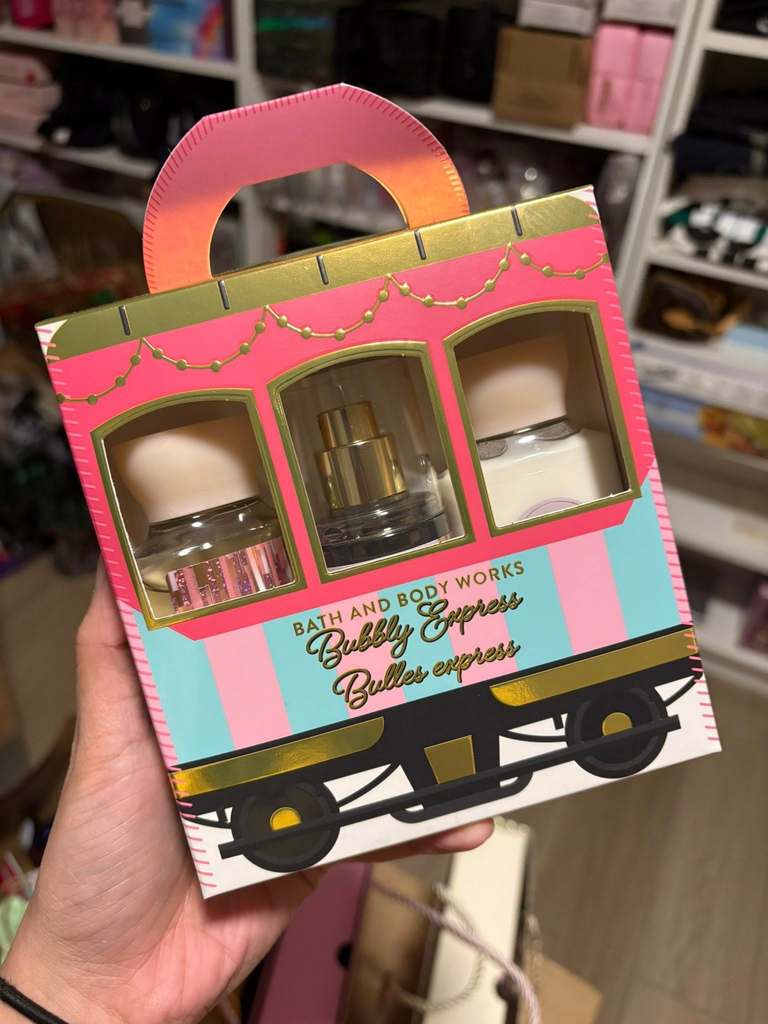 BATH AND BODY WORKS
Bubbly Express
Bulles express